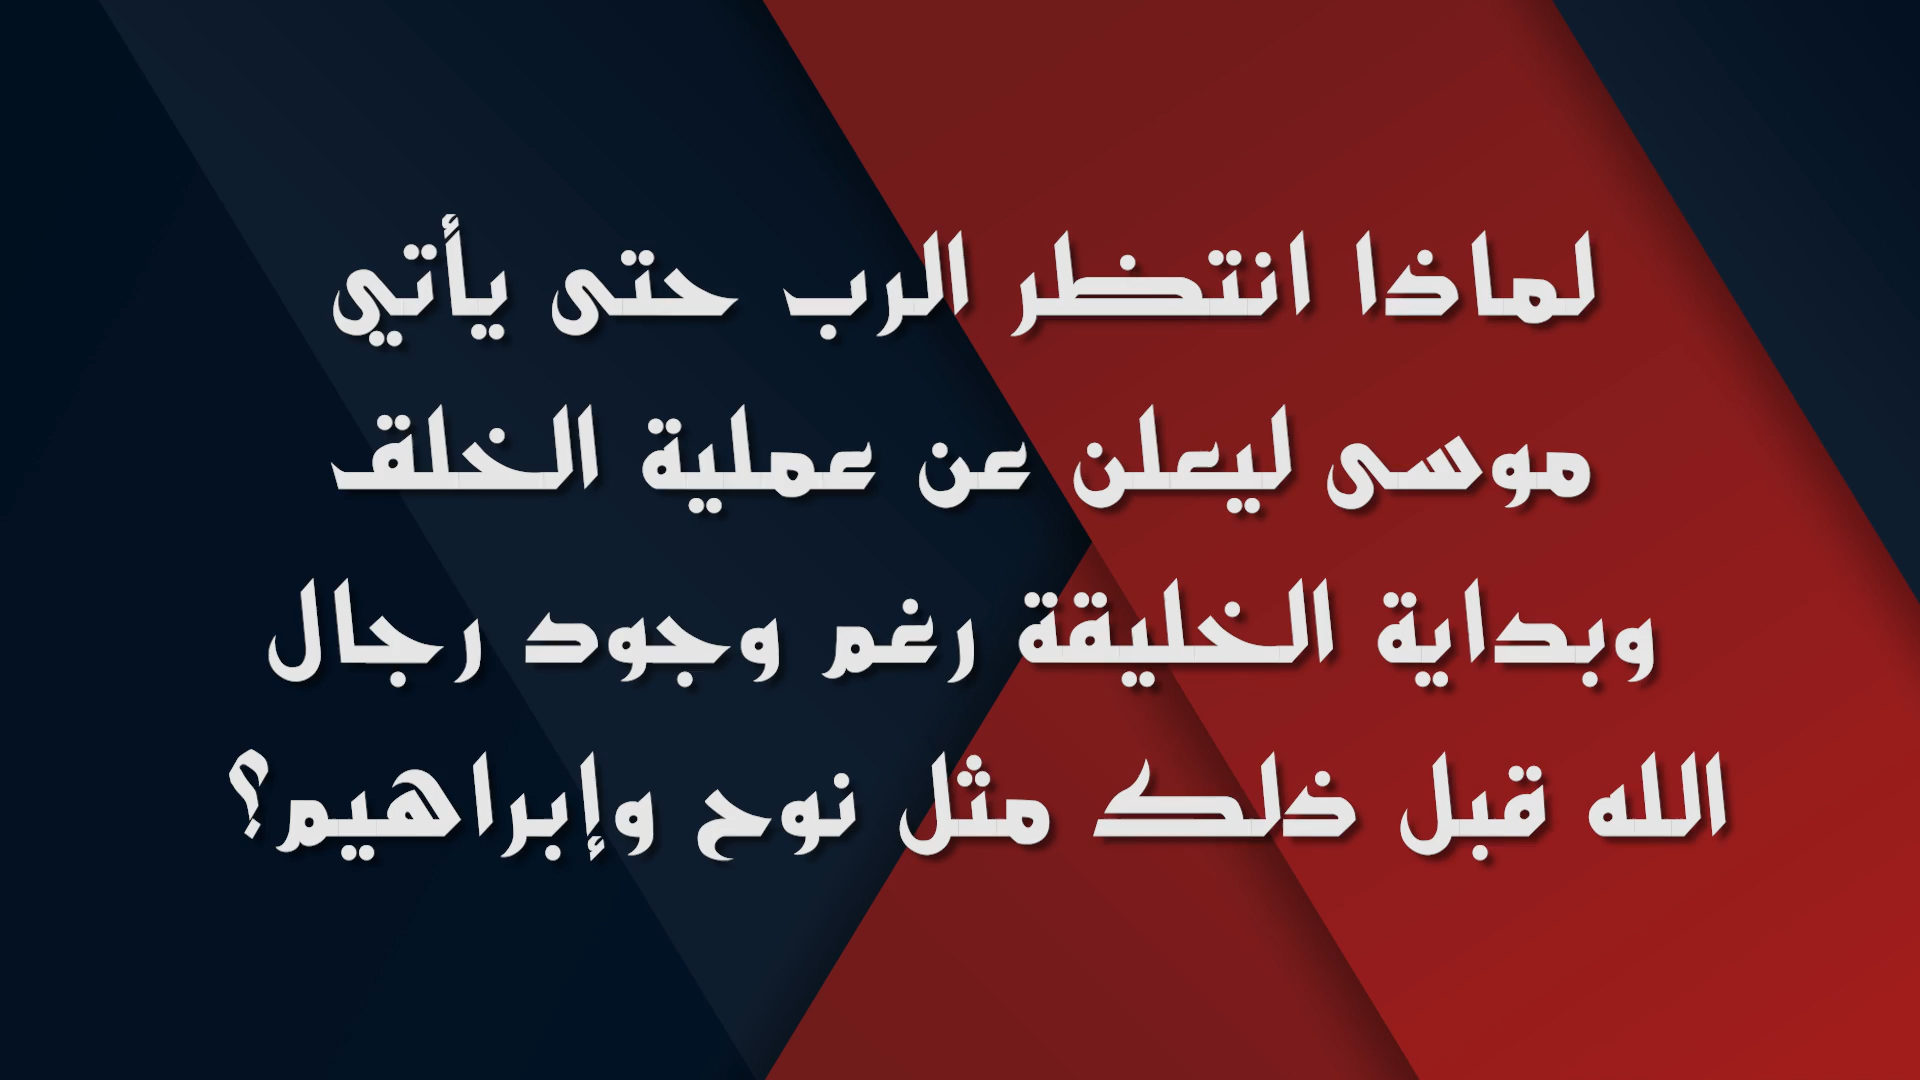 لماذا انتظر الرب حتى يأتي
موسى ليعلن عن عملية الخلق
وبداية الخليقة رغم وجود رجال
الله قبل ذلك مثل نوح وإبراهيم؟